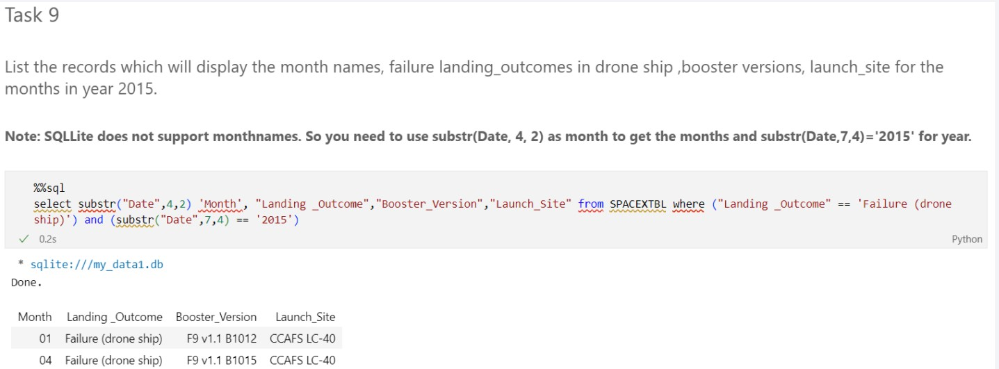 Task 9
List the records which will display the month names, failure landing_outcomes in drone ship ,booster versions, launch_site for the
months in year 2015.
Note: SQLLite does not support monthnames. So you need to use substr(Date, 4, 2) as month to get the months and substr(Date,7,4)='2015' for year.
%%sql
select substr("Date",4,2) 'Month', "Landing _Outcome","Booster_Version","Launch_Site" from SPACEXTBL where ("Landing _Outcome" == 'Failure (drone
ship)') and (substr("Date",7,4) == '2015')
✓ 0.2s Python
* sqlite:///my_data1.db
Done.
Month Landing _Outcome Booster_Version Launch_Site
01 Failure (drone ship) F9 v1.1 B1012 CCAFS LC-40
04 Failure (drone ship) F9 v1.1 B1015 CCAFS LC-40